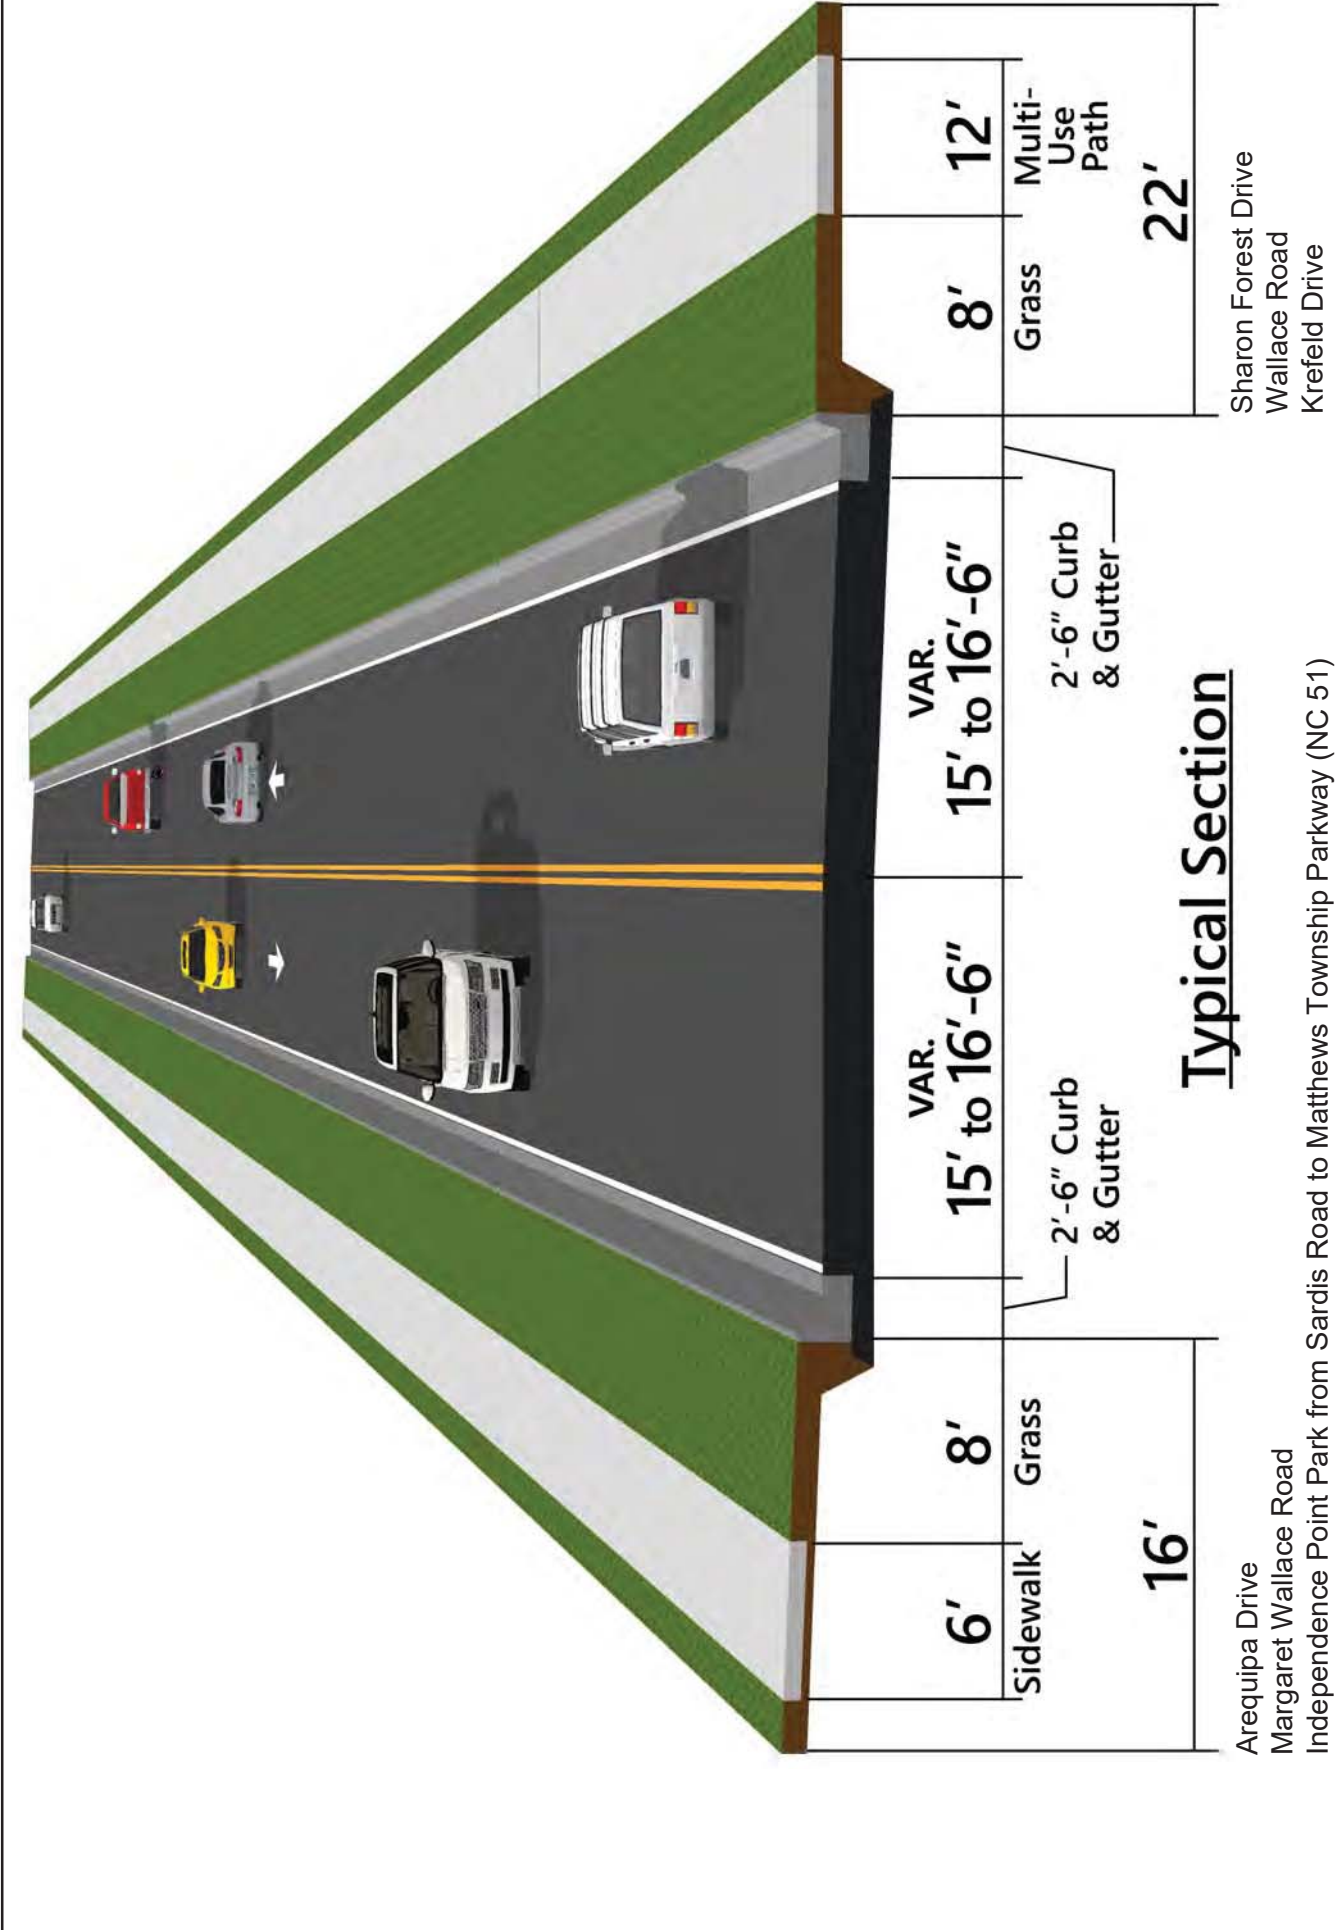 6’
8’
VAR.
15’ to 16’-6”
VAR.
15’ to 16’-6”
8’
12’
Sidewalk
Grass
2’-6” Curb
& Gutter
2’-6” Curb
& Gutter
Grass
Multi-
Use
Path
16’
22’
Typical Section
Arequipa Drive
Margaret Wallace Road
Independence Point Park from Sardis Road to Matthews Township Parkway (NC 51)
Sharon Forest Drive
Wallace Road
Krefeld Drive